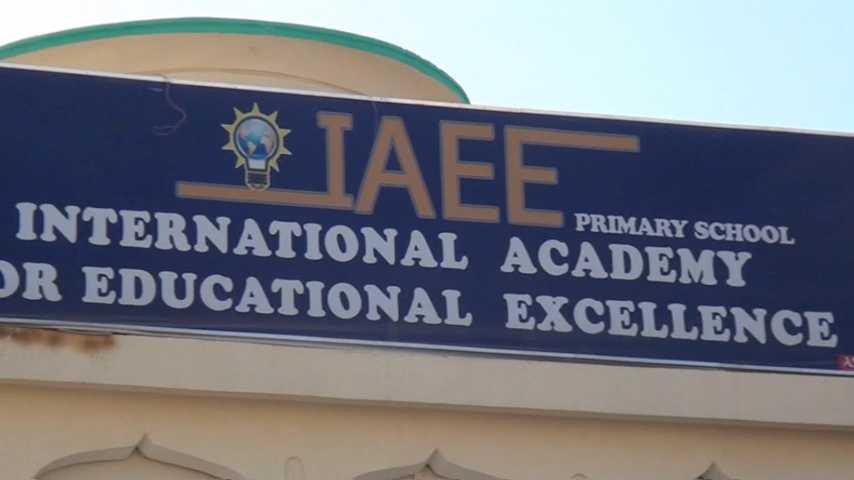 IAEE
PRIMARY SCHOOL
INTERNATIONAL ACADEMY
OR EDUCATIONAL EXCELLENCE